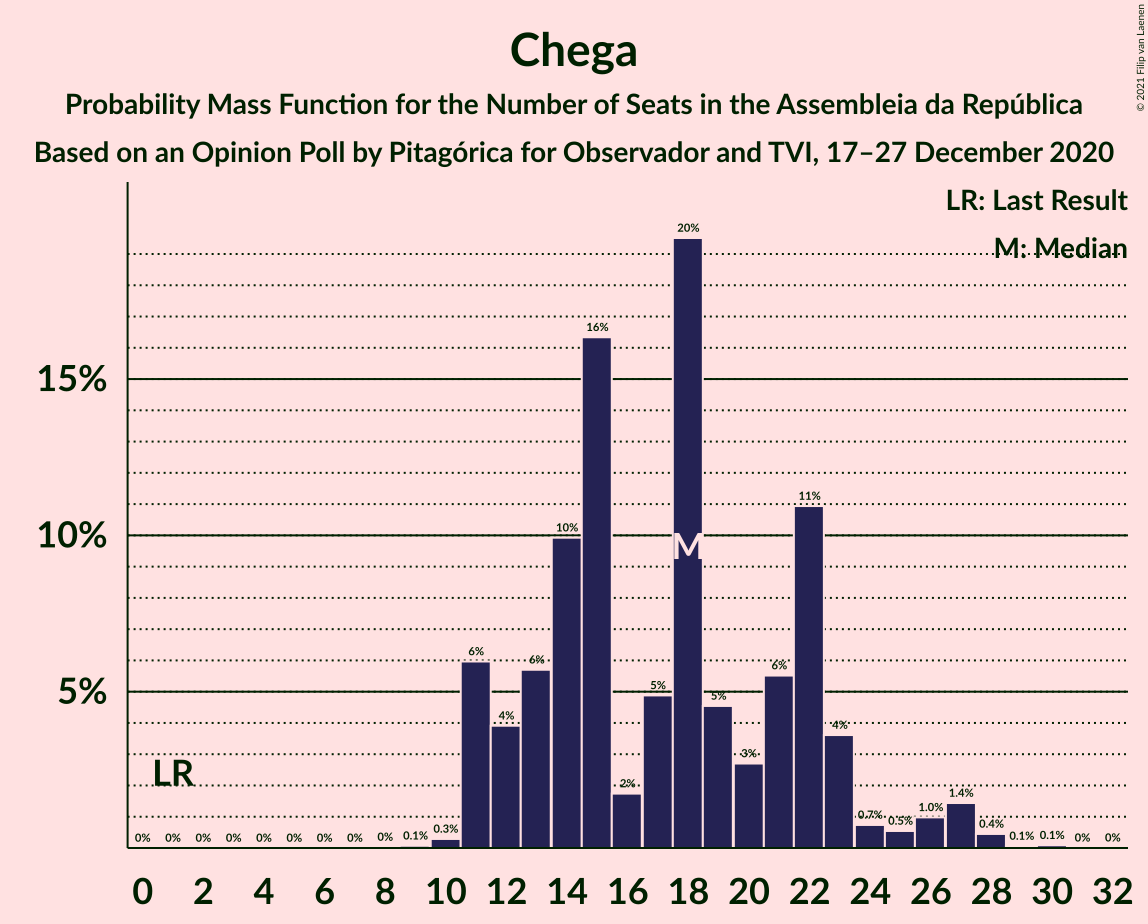 © 2021 Filip van Laenen
Chega
Probability Mass Function for the Number of Seats in the Assembleia da República
Based on an Opinion Poll by Pitagórica for Observador and TVI, 17–27 December 2020
LR: Last Result
M: Median
15%
10%
5%
LR
M
0% 0% 0% 0% 0% 0% 0% 0% 0% 0.1% 0.3% 6% 4% 6% 10% 16% 2% 5% 20% 5% 3% 6% 11% 4% 0.7% 0.5% 1.0% 1.4% 0.4% 0.1% 0.1% 0% 0%
0 2 4 6 8 10 12 14 16 18 20 22 24 26 28 30 32